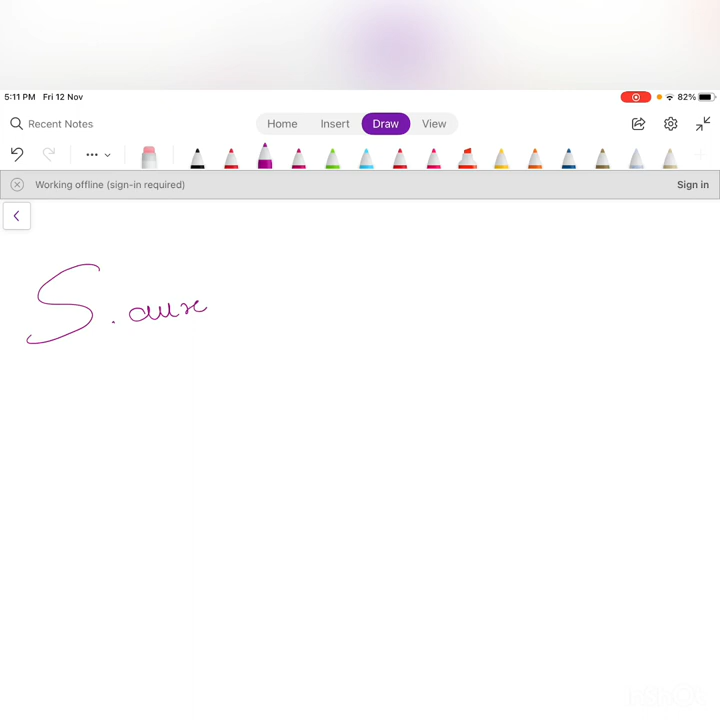 5:11 PM Fri 12 Nov 82%
Recent Notes Home Insert Draw View
Working offline (sign-in required) Sign in
S. aure